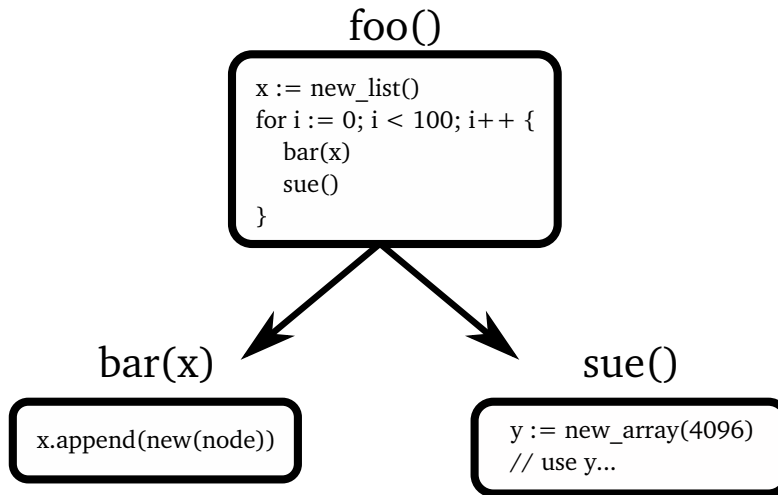 foo()
x := new_list()
for i := 0; i < 100; i++ {
bar(x)
sue()
}
bar(x)
x.append(new(node))
sue()
y := new_array(4096)
// use y...